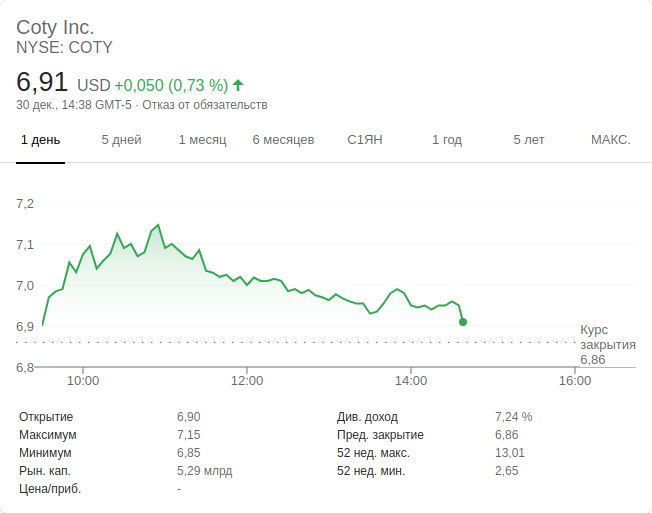 Coty Inc.
NYSE: COTY
6,91 USD +0,050 (0,73 %)
30 дек., 14:38 GMT-5 · Отказ от обязательств
1 день 5 дней 1 месяц 6 месяцев С1ЯН 1 год 5 лет МАКС.
7,2
7,1
7,0
6,9
Курс
закрытия
6,86
6,8
10:00 12:00 14:00 16:00
Открытие 6,90 Див. доход 7,24 %
Максимум 7,15 Пред. закрытие 6,86
Минимум 6,85 52 нед. макс. 13,01
Рын. кап. 5,29 млрд 52 нед. мин. 2,65
Цена/приб. -